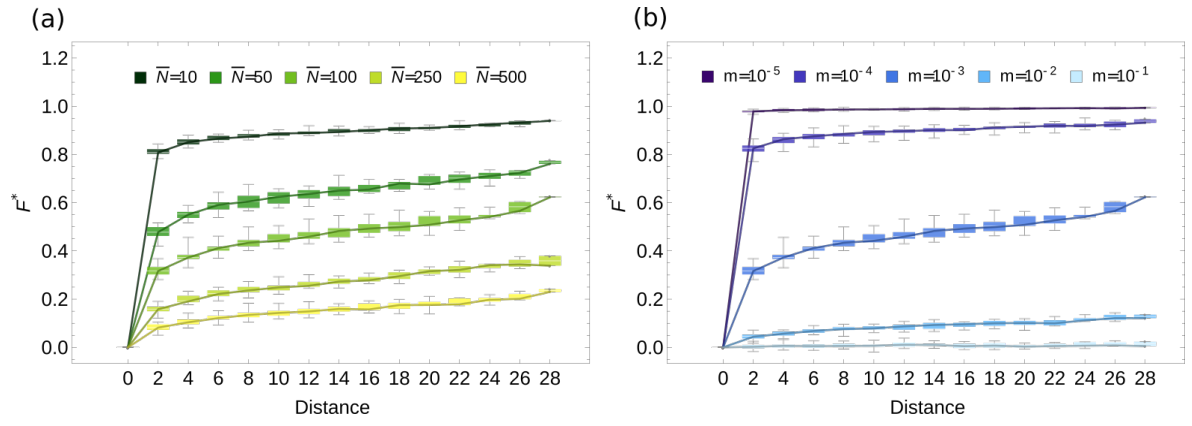 (a)
N̅=10 N̅=50 N̅=100 N̅=250 N̅=500
1.2
1.0
0.8
0.6
0.4
0.2
0.0
F*
0 2 4 6 8 10 12 14 16 18 20 22 24 26 28
Distance
(b)
m=10⁻⁵ m=10⁻⁴ m=10⁻³ m=10⁻² m=10⁻¹
1.2
1.0
0.8
0.6
0.4
0.2
0.0
F*
0 2 4 6 8 10 12 14 16 18 20 22 24 26 28
Distance